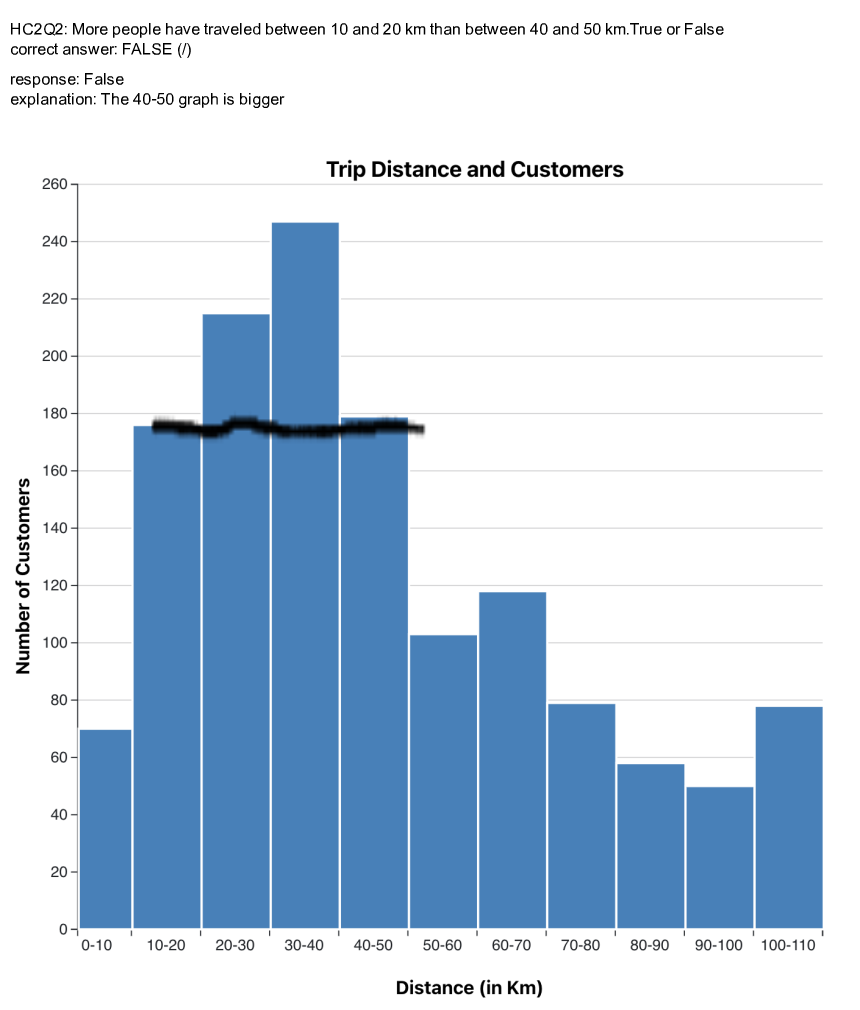 HC2Q2: More people have traveled between 10 and 20 km than between 40 and 50 km.True or False
correct answer: FALSE (/)
response: False
explanation: The 40-50 graph is bigger
Trip Distance and Customers
260
240
220
200
180
160
140
120
100
80
60
40
20
0
Number of Customers
0-10 10-20 20-30 30-40 40-50 50-60 60-70 70-80 80-90 90-100 100-110
Distance (in Km)